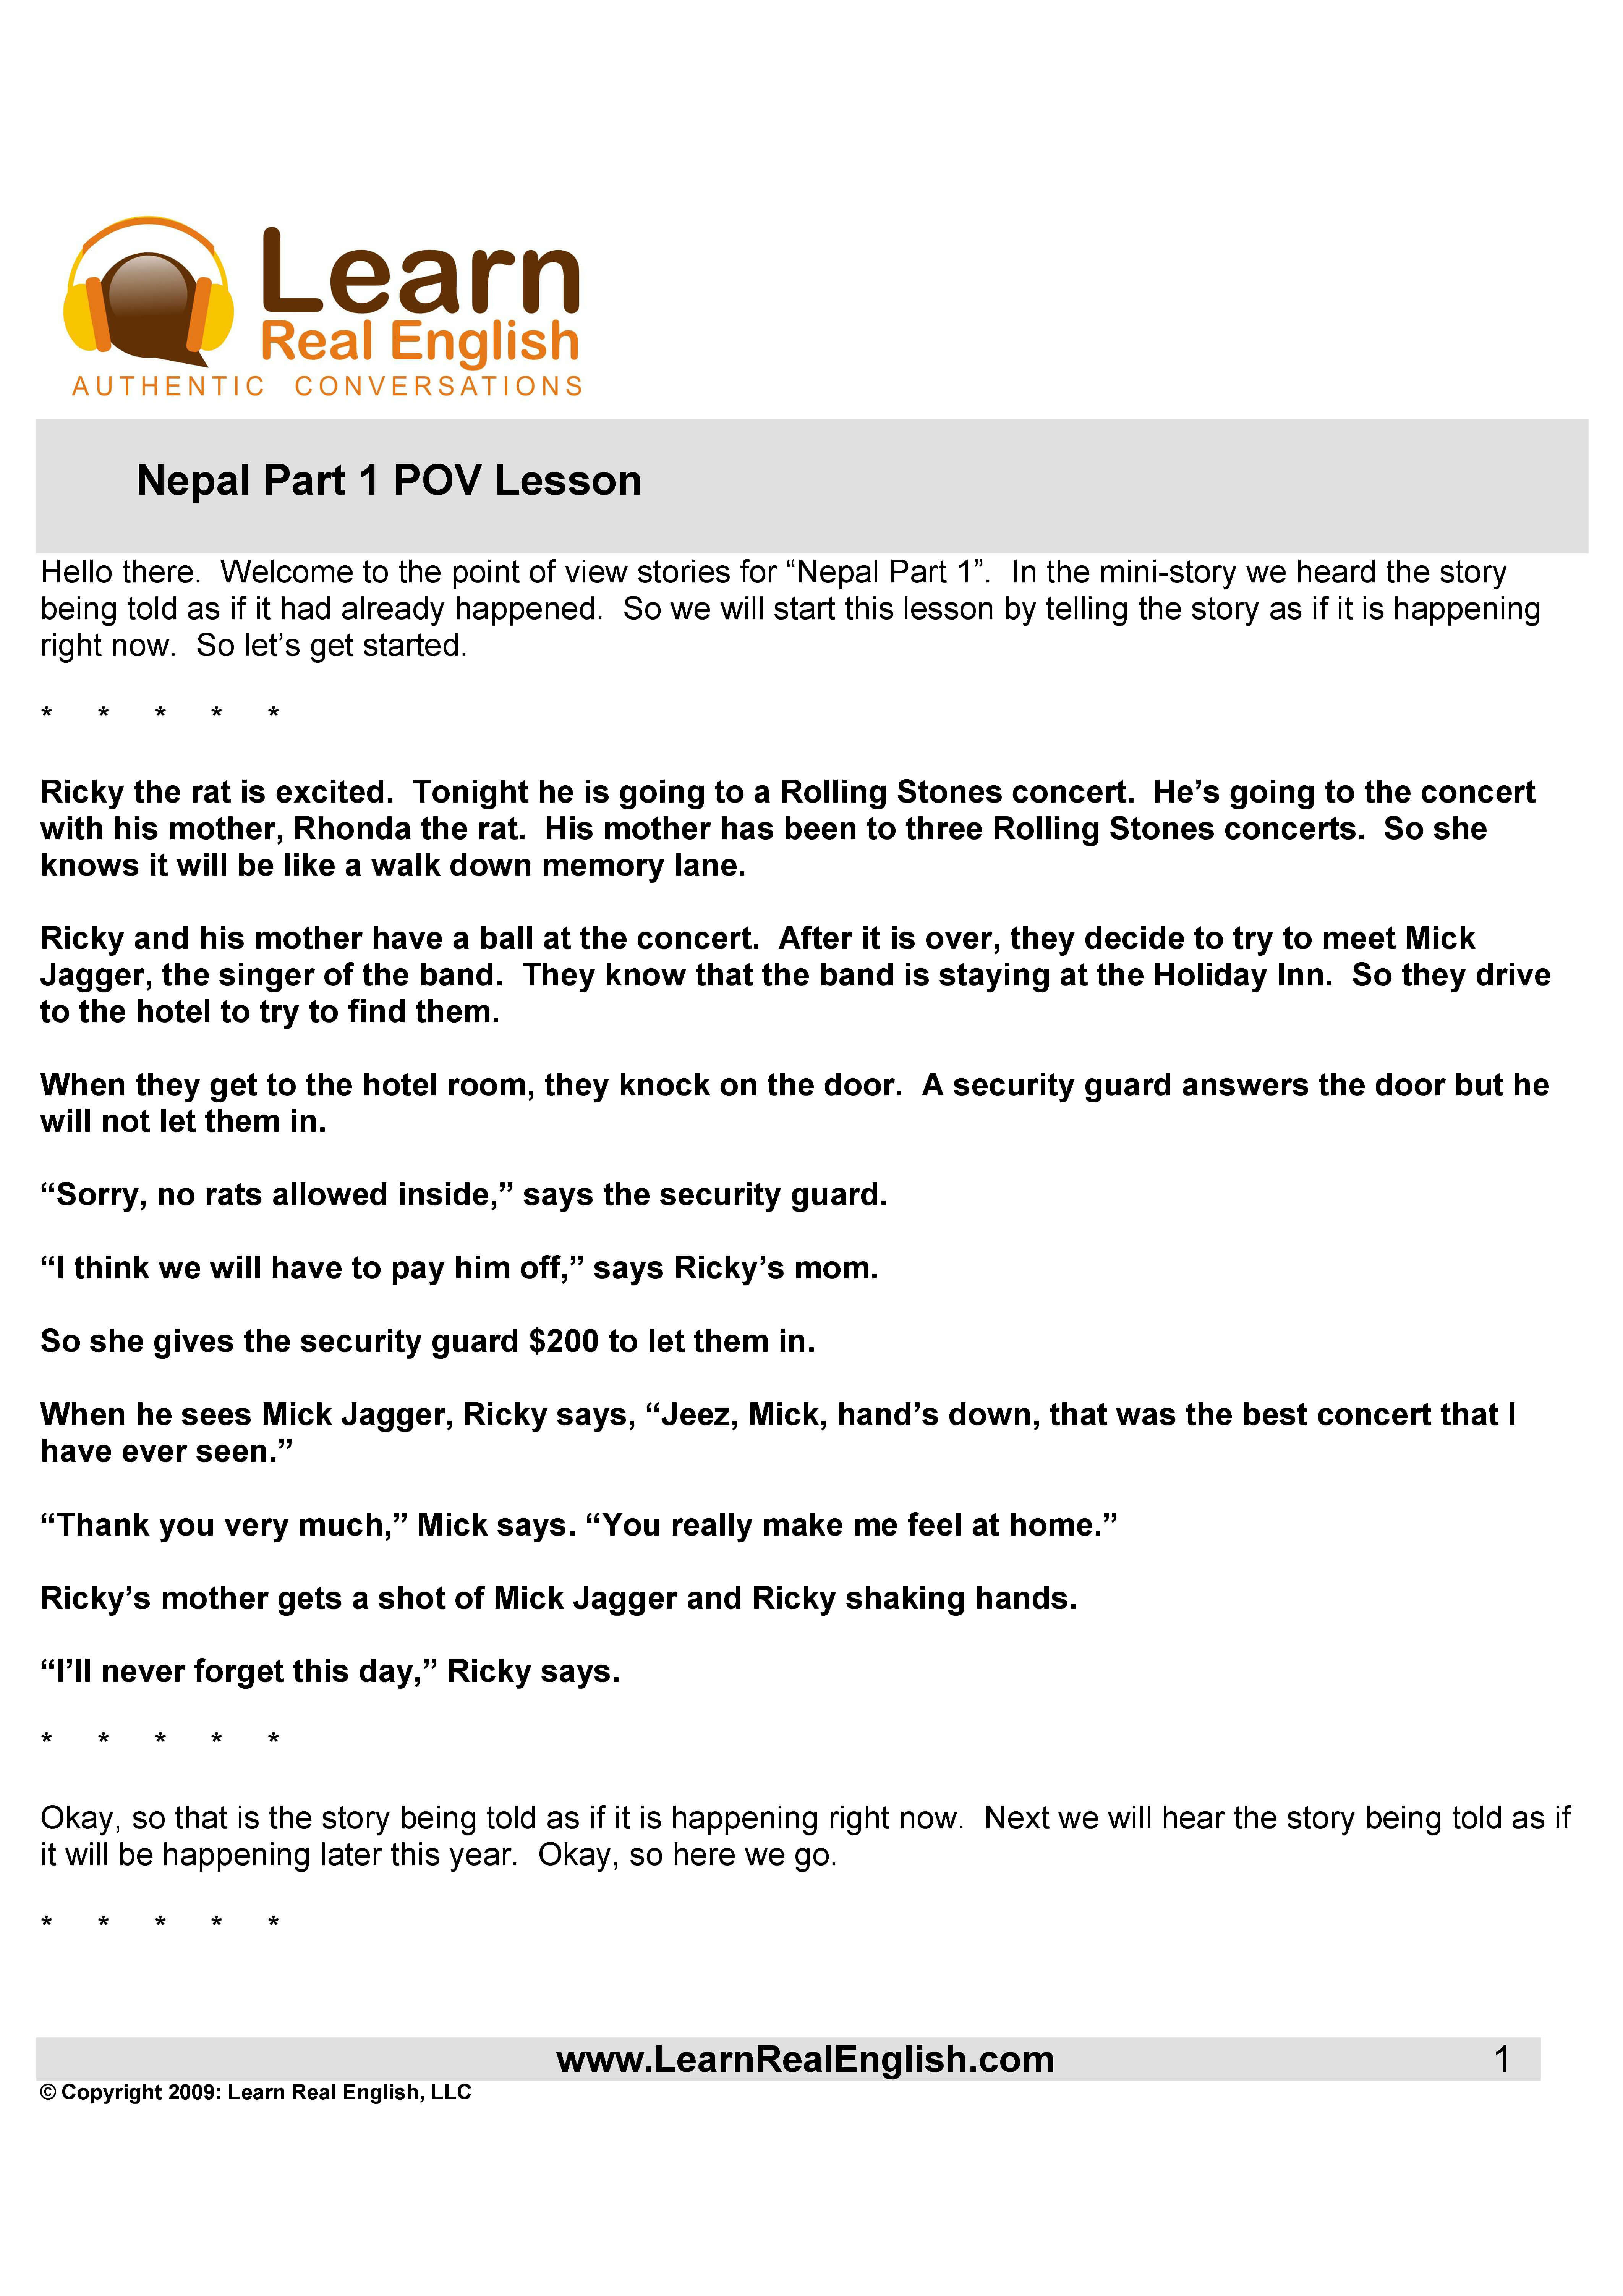 Learn
Real English
AUTHENTIC CONVERSATIONS
Nepal Part 1 POV Lesson
Hello there.  Welcome to the point of view stories for “Nepal Part 1”.  In the mini-story we heard the story
being told as if it had already happened.  So we will start this lesson by telling the story as if it is happening
right now.  So let’s get started.
* * * * *
Ricky the rat is excited.  Tonight he is going to a Rolling Stones concert.  He’s going to the concert
with his mother, Rhonda the rat.  His mother has been to three Rolling Stones concerts.  So she
knows it will be like a walk down memory lane.
Ricky and his mother have a ball at the concert.  After it is over, they decide to try to meet Mick
Jagger, the singer of the band.  They know that the band is staying at the Holiday Inn.  So they drive
to the hotel to try to find them.
When they get to the hotel room, they knock on the door.  A security guard answers the door but he
will not let them in.
“Sorry, no rats allowed inside,” says the security guard.
“I think we will have to pay him off,” says Ricky’s mom.
So she gives the security guard $200 to let them in.
When he sees Mick Jagger, Ricky says, “Jeez, Mick, hand’s down, that was the best concert that I
have ever seen.”
“Thank you very much,” Mick says. “You really make me feel at home.”
Ricky’s mother gets a shot of Mick Jagger and Ricky shaking hands.
“I’ll never forget this day,” Ricky says.
* * * * *
Okay, so that is the story being told as if it is happening right now.  Next we will hear the story being told as if
it will be happening later this year.  Okay, so here we go.
* * * * *
www.LearnRealEnglish.com 1
© Copyright 2009: Learn Real English, LLC